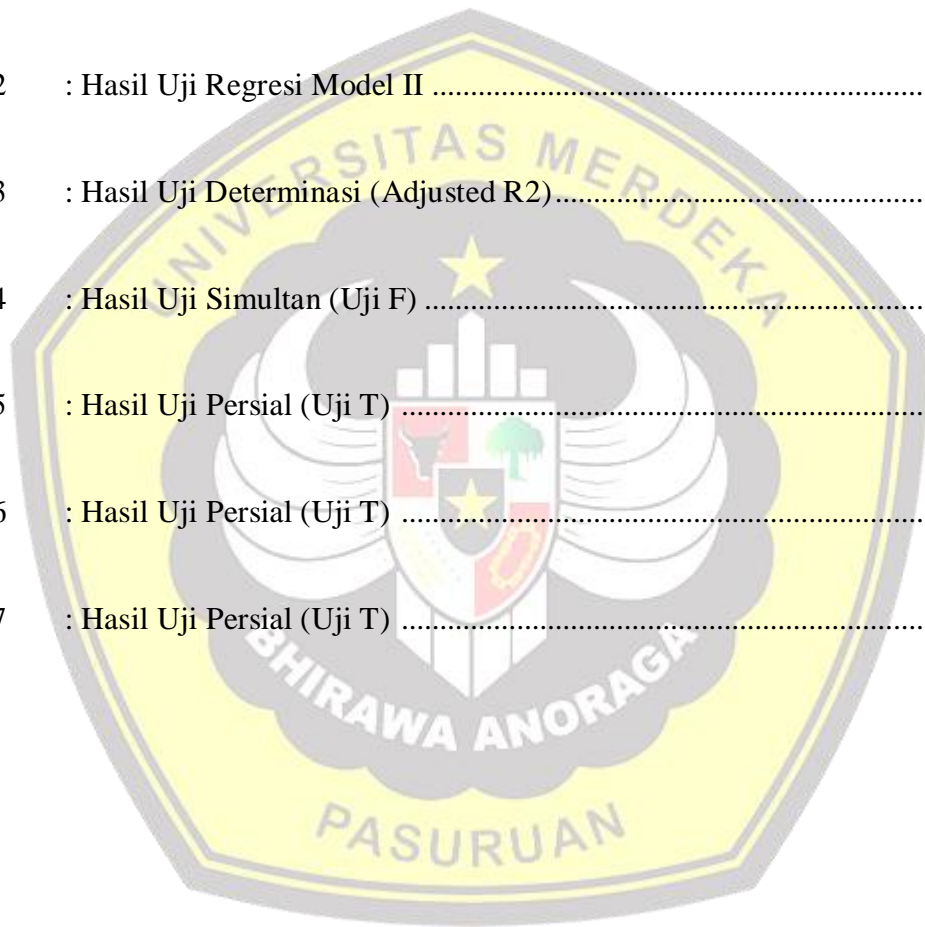 2 : Hasil Uji Regresi Model II ..............................................................
3 : Hasil Uji Determinasi (Adjusted R2)..............................................
4 : Hasil Uji Simultan (Uji F) ...............................................................
5 : Hasil Uji Persial (Uji T) ..................................................................
6 : Hasil Uji Persial (Uji T) ..................................................................
7 : Hasil Uji Persial (Uji T) ..................................................................
UNIVERSITAS MERDEKA
BHIRAWA ANORAGA
PASURUAN